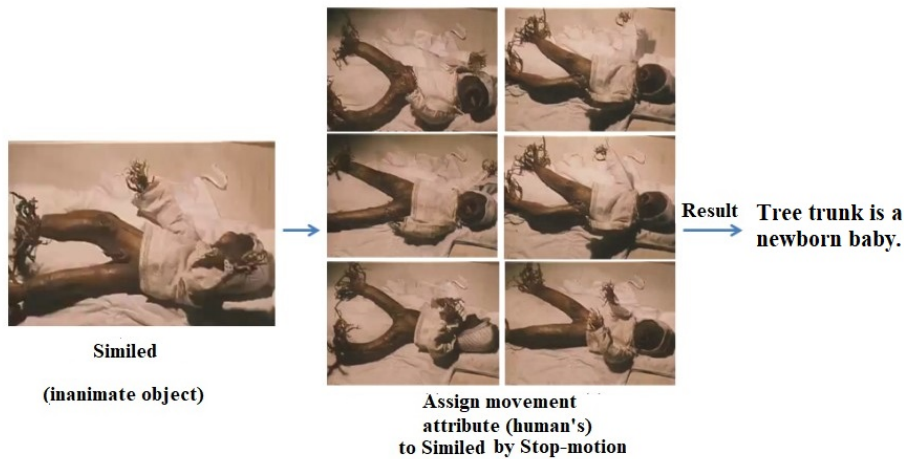 Similed
(inanimate object)
Assign movement
attribute (human's)
to Similed by Stop-motion
Result
Tree trunk is a
newborn baby.